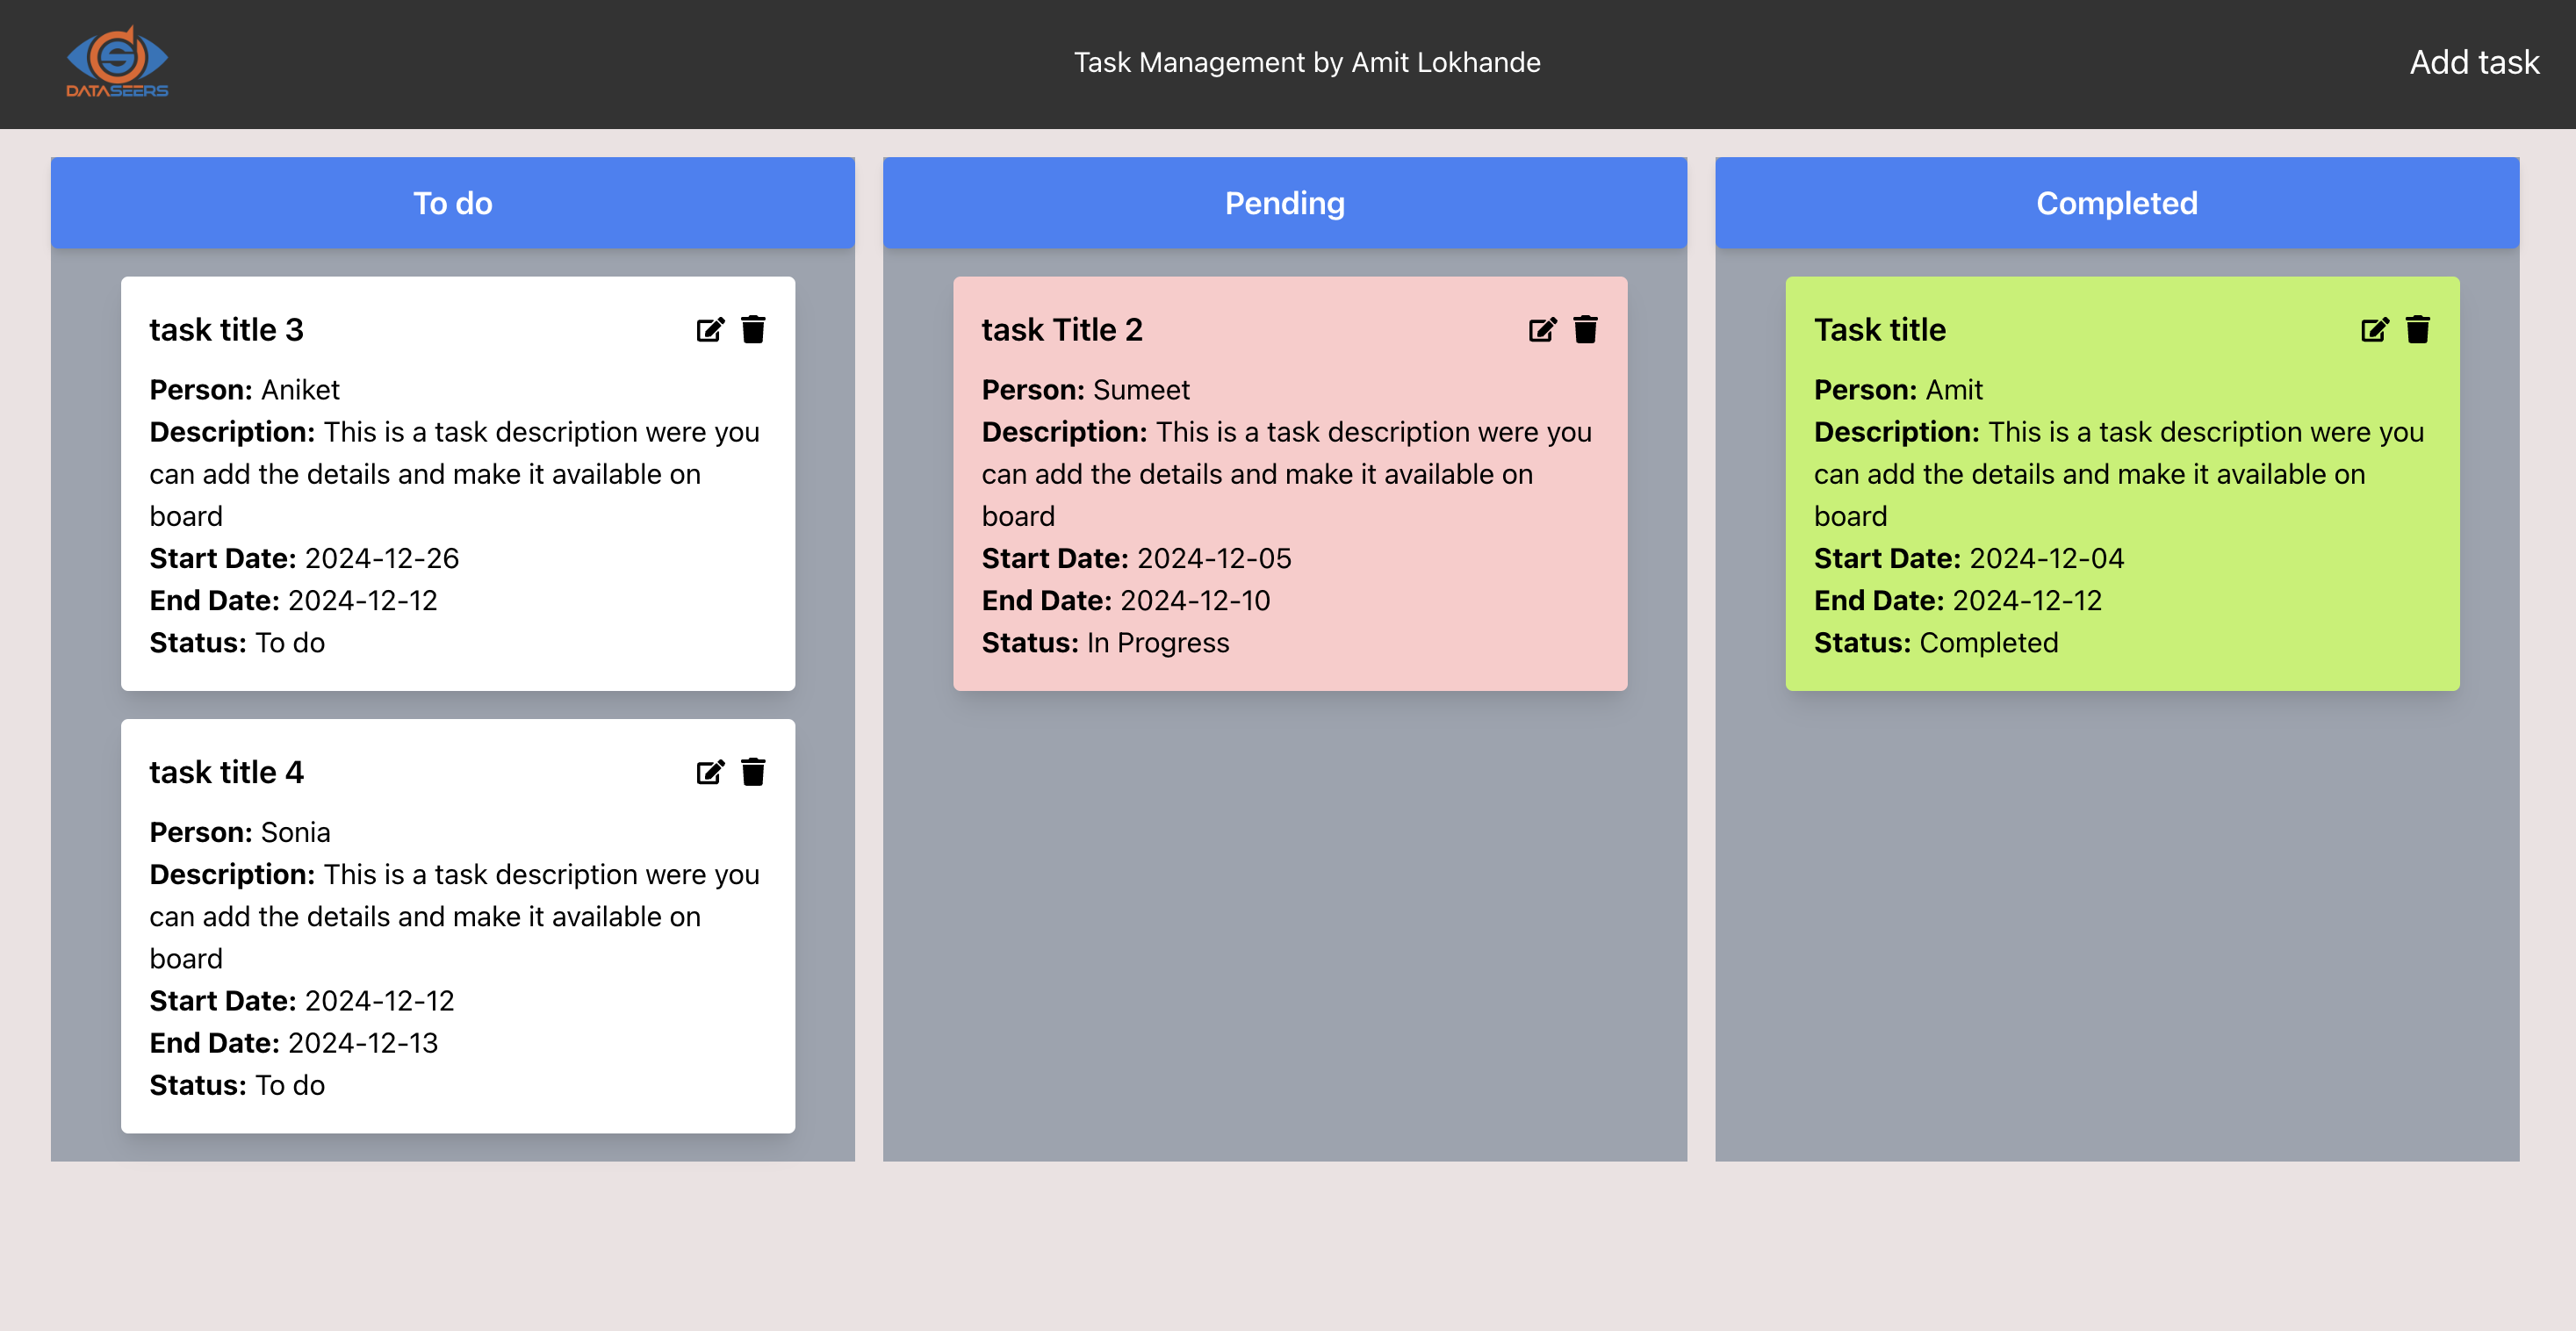 DATASEERS
Task Management by Amit Lokhande
Add task
To do
task title 3
Person: Aniket
Description: This is a task description were you
can add the details and make it available on
board
Start Date: 2024-12-26
End Date: 2024-12-12
Status: To do
task title 4
Person: Sonia
Description: This is a task description were you
can add the details and make it available on
board
Start Date: 2024-12-12
End Date: 2024-12-13
Status: To do
Pending
task Title 2
Person: Sumeet
Description: This is a task description were you
can add the details and make it available on
board
Start Date: 2024-12-05
End Date: 2024-12-10
Status: In Progress
Completed
Task title
Person: Amit
Description: This is a task description were you
can add the details and make it available on
board
Start Date: 2024-12-04
End Date: 2024-12-12
Status: Completed